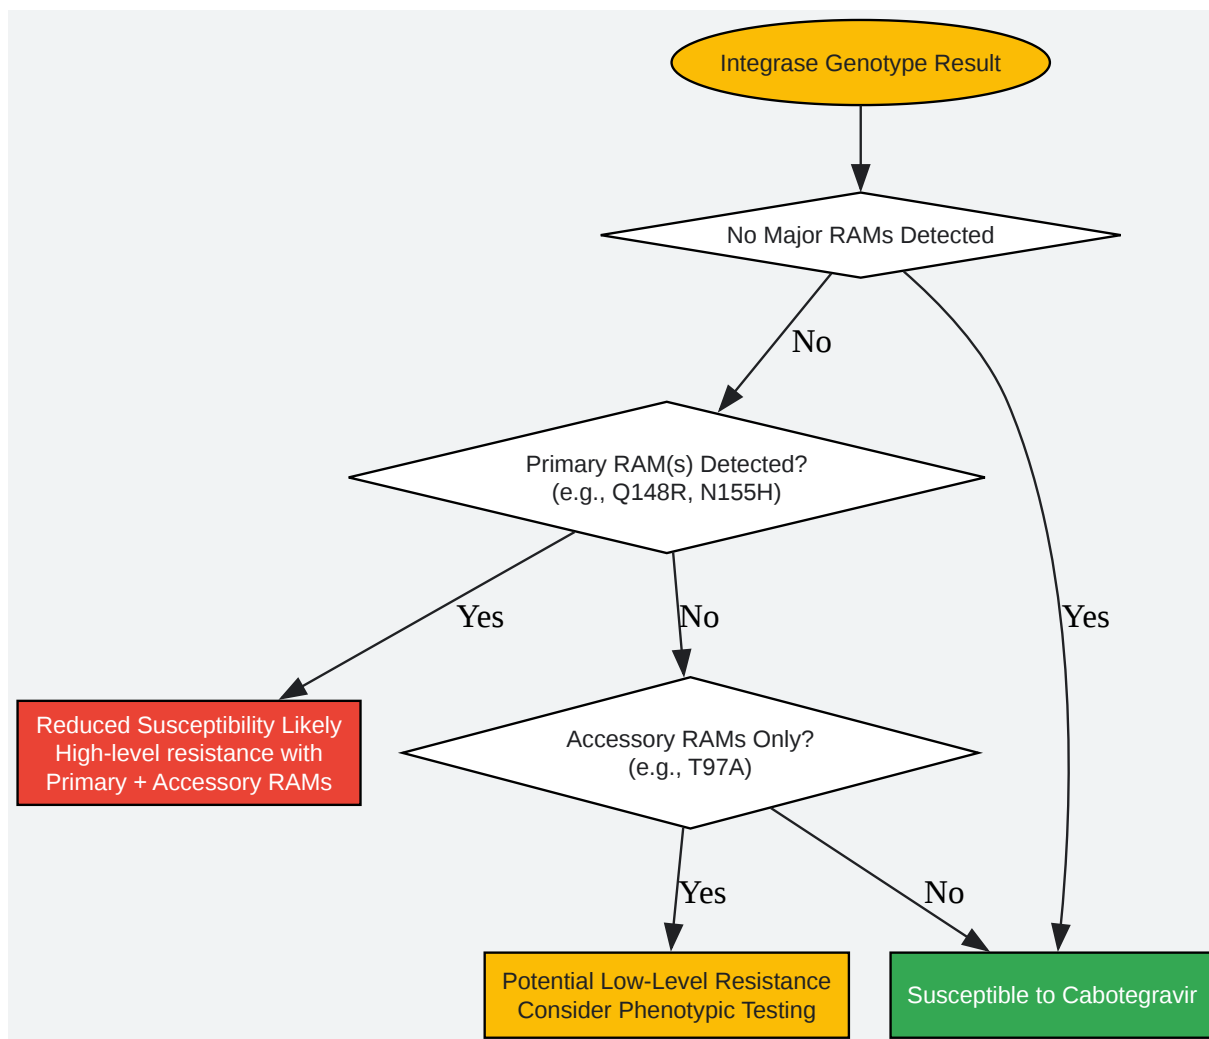 Integrase Genotype Result
No Major RAMs Detected
No
Primary RAM(s) Detected?
(e.g., Q148R, N155H)
Yes
No
Yes
Reduced Susceptibility Likely
High-level resistance with
Primary + Accessory RAMs
Accessory RAMs Only?
(e.g., T97A)
Yes
No
Potential Low-Level Resistance
Consider Phenotypic Testing
Susceptible to Cabotegravir